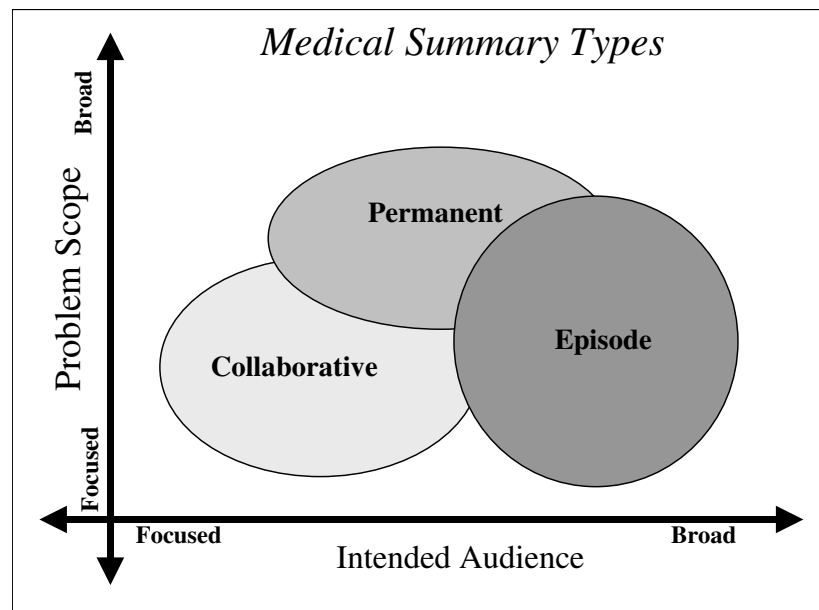 Medical Summary Types
Broad
Problem Scope
Focused
Permanent
Episode
Collaborative
Focused
Broad
Intended Audience